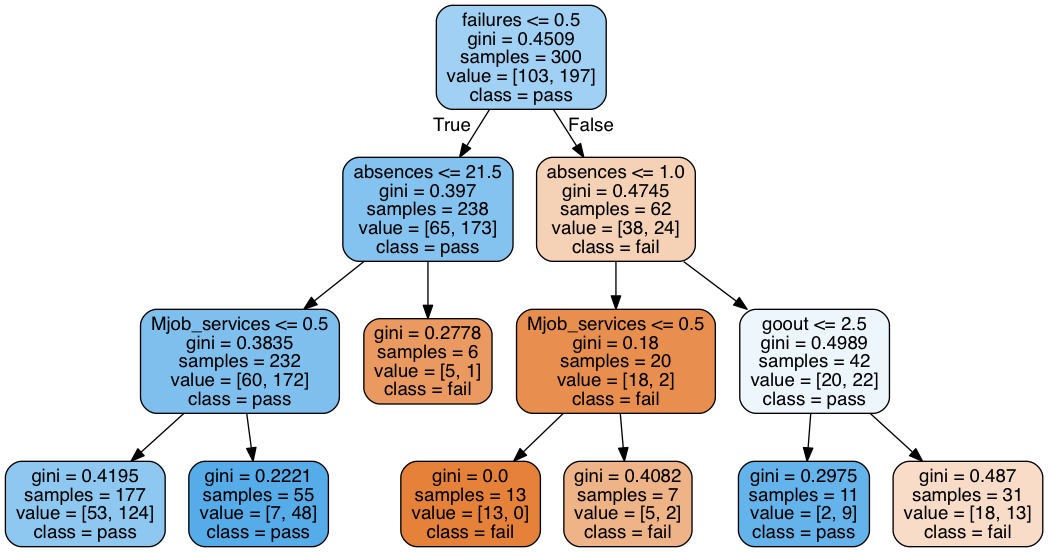 failures <= 0.5
gini = 0.4509
samples = 300
value = [103, 197]
class = pass
True
False
absences <= 21.5
gini = 0.397
samples = 238
value = [65, 173]
class = pass
absences <= 1.0
gini = 0.4745
samples = 62
value = [38, 24]
class = fail
Mjob_services <= 0.5
gini = 0.3835
samples = 232
value = [60, 172]
class = pass
gini = 0.2778
samples = 6
value = [5, 1]
class = fail
Mjob_services <= 0.5
gini = 0.18
samples = 20
value = [18, 2]
class = fail
goout <= 2.5
gini = 0.4989
samples = 42
value = [20, 22]
class = pass
gini = 0.4195
samples = 177
value = [53, 124]
class = pass
gini = 0.2221
samples = 55
value = [7, 48]
class = pass
gini = 0.0
samples = 13
value = [13, 0]
class = fail
gini = 0.4082
samples = 7
value = [5, 2]
class = fail
gini = 0.2975
samples = 11
value = [2, 9]
class = pass
gini = 0.487
samples = 31
value = [18, 13]
class = fail